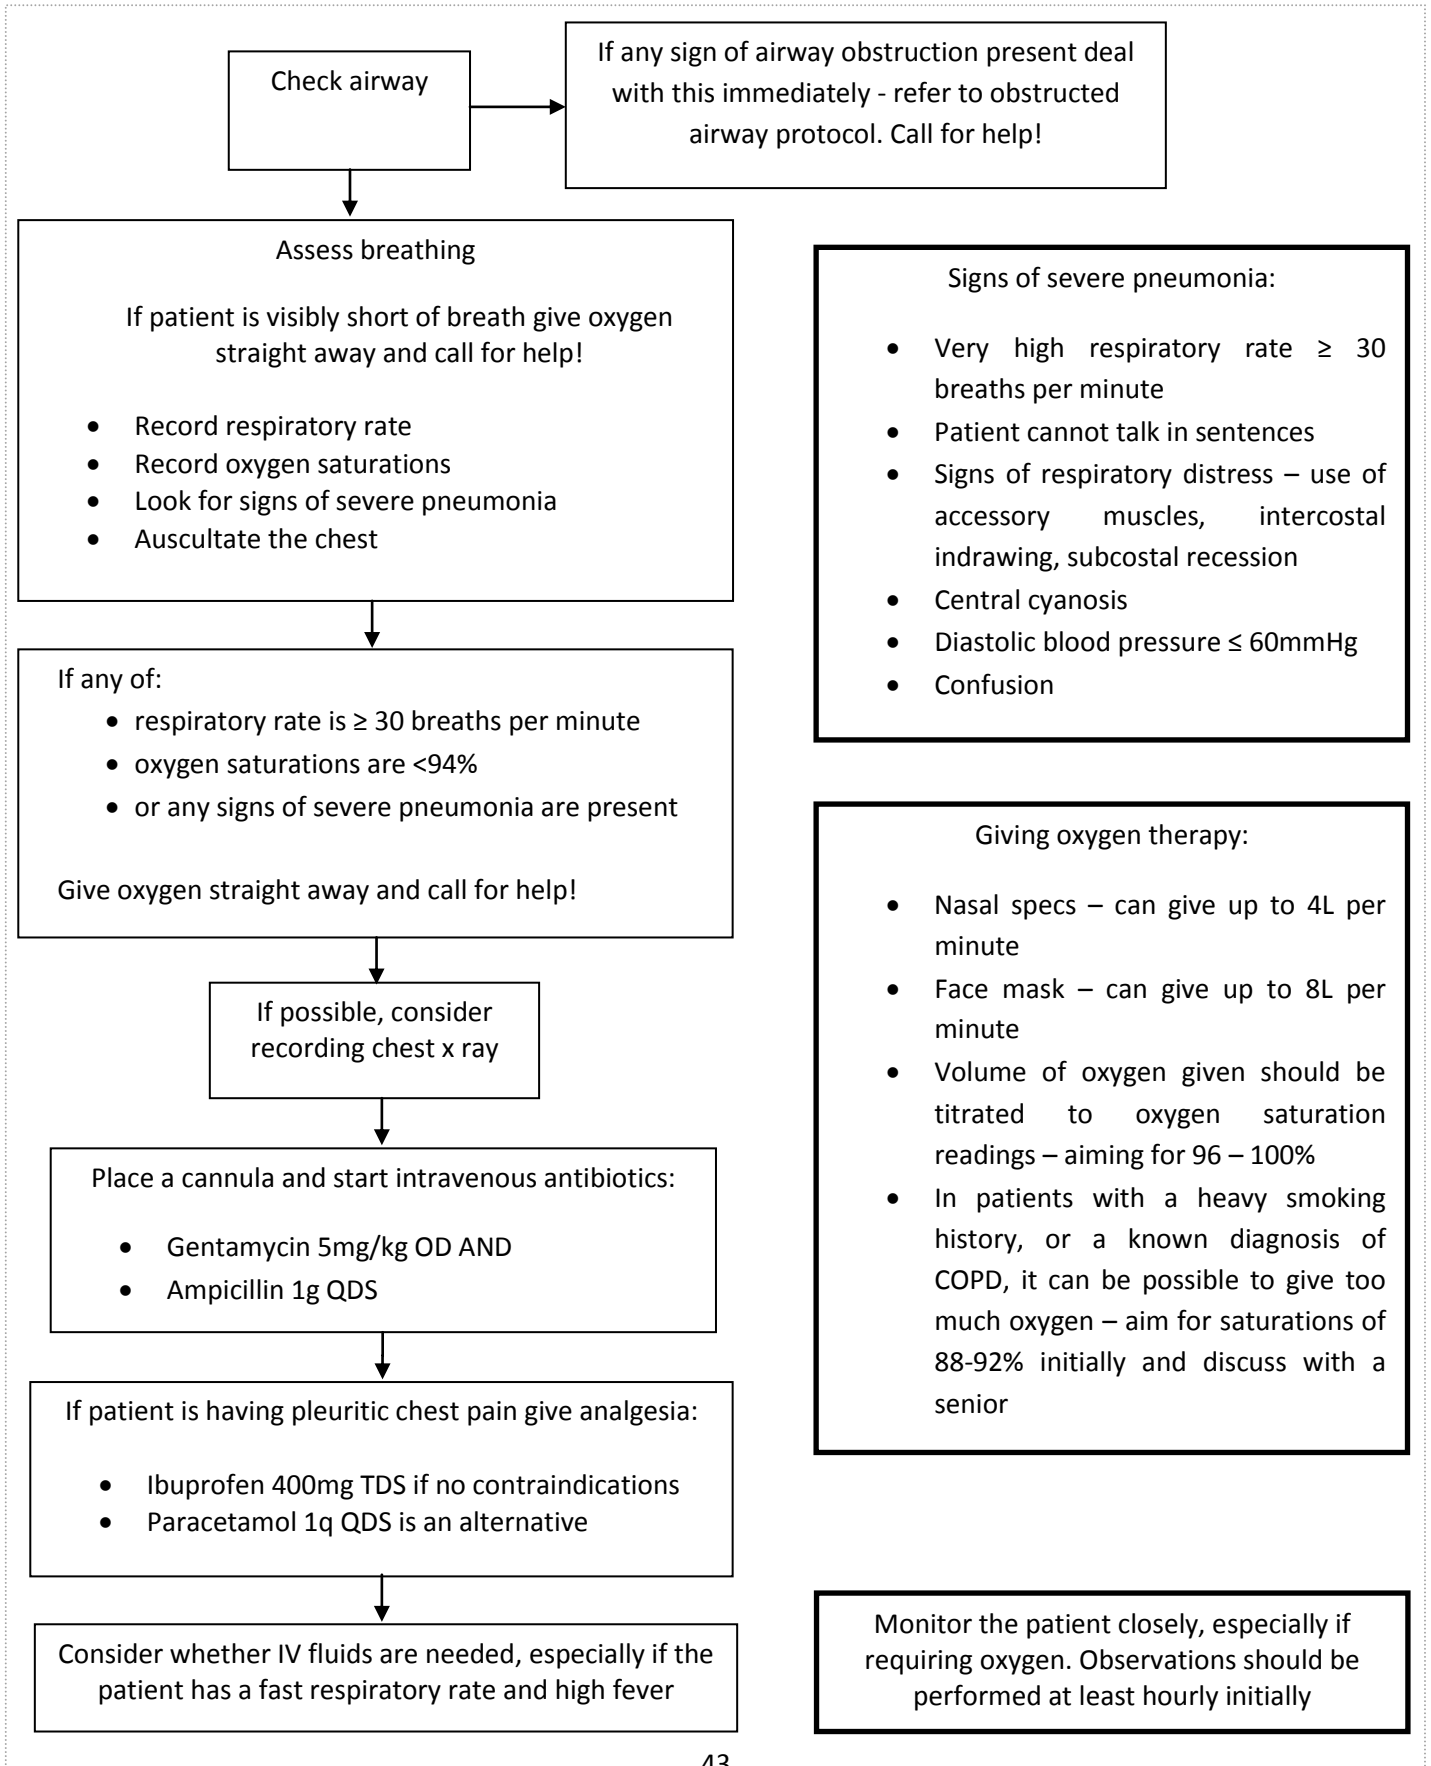 Check airway
If any sign of airway obstruction present deal
with this immediately - refer to obstructed
airway protocol. Call for help!
Assess breathing
If patient is visibly short of breath give oxygen
straight away and call for help!
• Record respiratory rate
• Record oxygen saturations
• Look for signs of severe pneumonia
• Auscultate the chest
If any of:
• respiratory rate is ≥ 30 breaths per minute
• oxygen saturations are <94%
• or any signs of severe pneumonia are present
Give oxygen straight away and call for help!
If possible, consider
recording chest x ray
Place a cannula and start intravenous antibiotics:
• Gentamycin 5mg/kg OD AND
• Ampicillin 1g QDS
If patient is having pleuritic chest pain give analgesia:
• Ibuprofen 400mg TDS if no contraindications
• Paracetamol 1q QDS is an alternative
Consider whether IV fluids are needed, especially if the
patient has a fast respiratory rate and high fever
Signs of severe pneumonia:
• Very high respiratory rate ≥ 30
breaths per minute
• Patient cannot talk in sentences
• Signs of respiratory distress – use of
accessory muscles, intercostal
indrawing, subcostal recession
• Central cyanosis
• Diastolic blood pressure ≤ 60mmHg
• Confusion
Giving oxygen therapy:
• Nasal specs – can give up to 4L per
minute
• Face mask – can give up to 8L per
minute
• Volume of oxygen given should be
titrated to oxygen saturation
readings – aiming for 96 – 100%
• In patients with a heavy smoking
history, or a known diagnosis of
COPD, it can be possible to give too
much oxygen – aim for saturations of
88-92% initially and discuss with a
senior
Monitor the patient closely, especially if
requiring oxygen. Observations should be
performed at least hourly initially
43